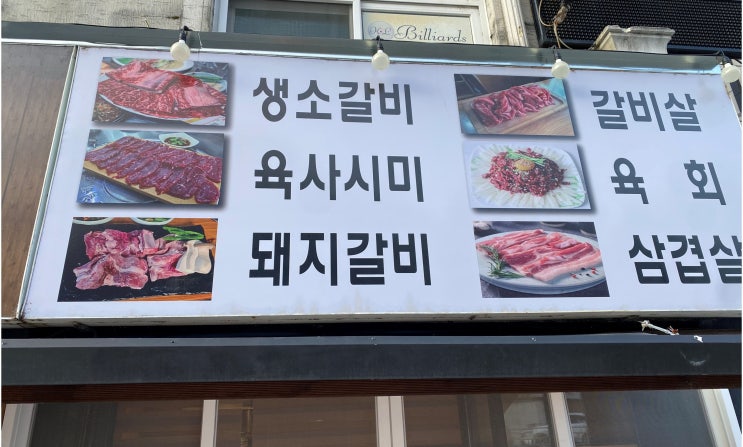 Billiards
생소갈비 갈비살
육사시미 육 회
돼지갈비 삼겹살